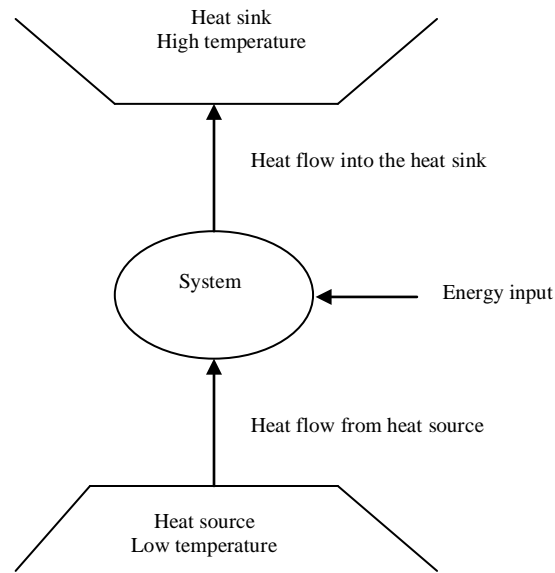 Heat sink
High temperature
Heat flow into the heat sink
System
Energy input
Heat flow from heat source
Heat source
Low temperature